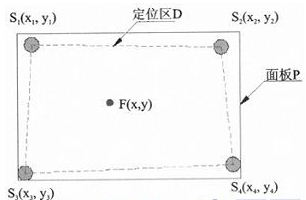 S₁(x₁, y₁)
定位区D
S₂(x₂, y₂)
面板P
F(x,y)
S₃(x₃, y₃)
S₄(x₄, y₄)